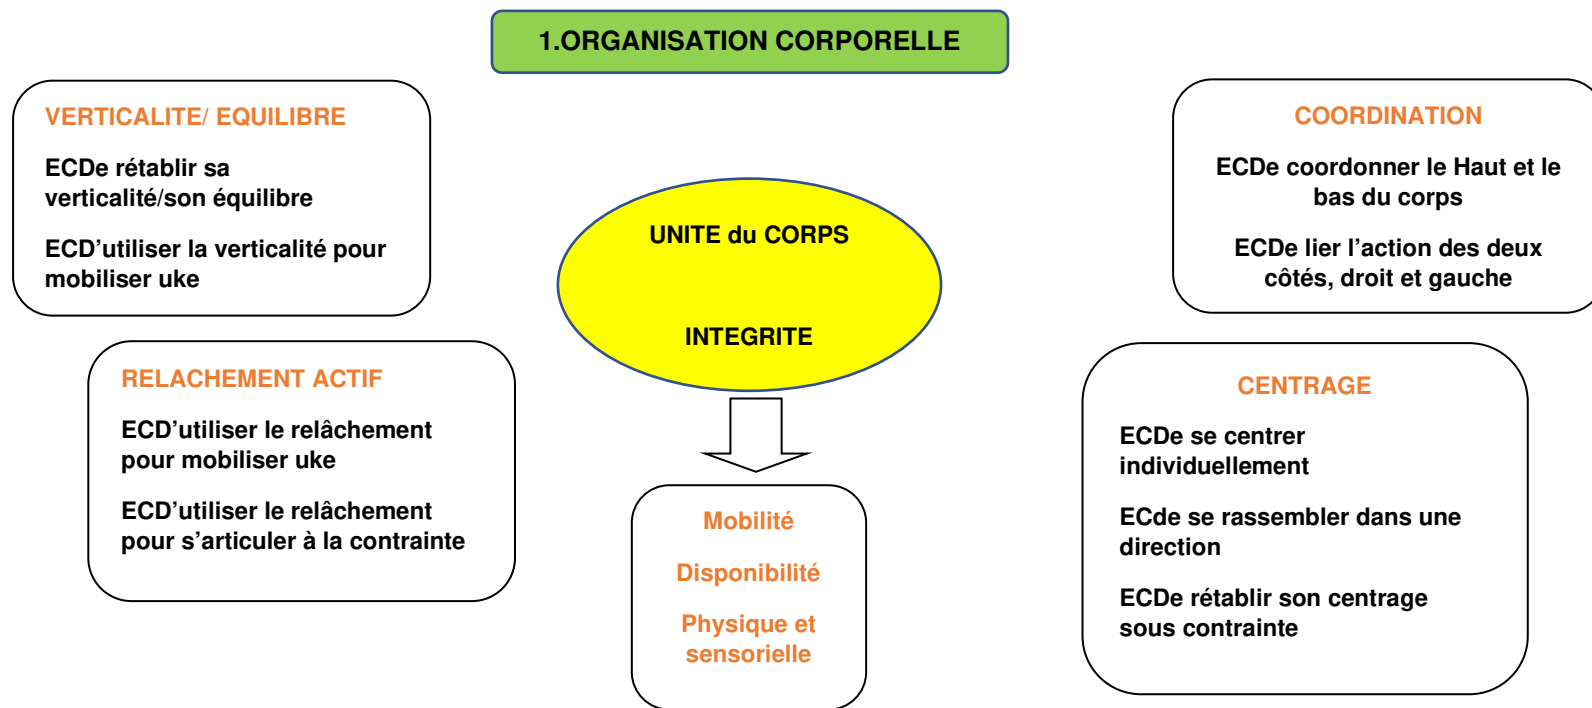 1.ORGANISATION CORPORELLE
VERTICALITE/ EQUILIBRE
ECDe rétablir sa
verticalité/son équilibre
ECD’utiliser la verticalité pour
mobiliser uke
RELACHEMENT ACTIF
ECD’utiliser le relâchement
pour mobiliser uke
ECD’utiliser le relâchement
pour s’articuler à la contrainte
UNITE du CORPS
INTEGRITE
Mobilité
Disponibilité
Physique et
sensorielle
COORDINATION
ECDe coordonner le Haut et le
bas du corps
ECDe lier l’action des deux
côtés, droit et gauche
CENTRAGE
ECDe se centrer
individuellement
ECde se rassembler dans une
direction
ECDe rétablir son centrage
sous contrainte